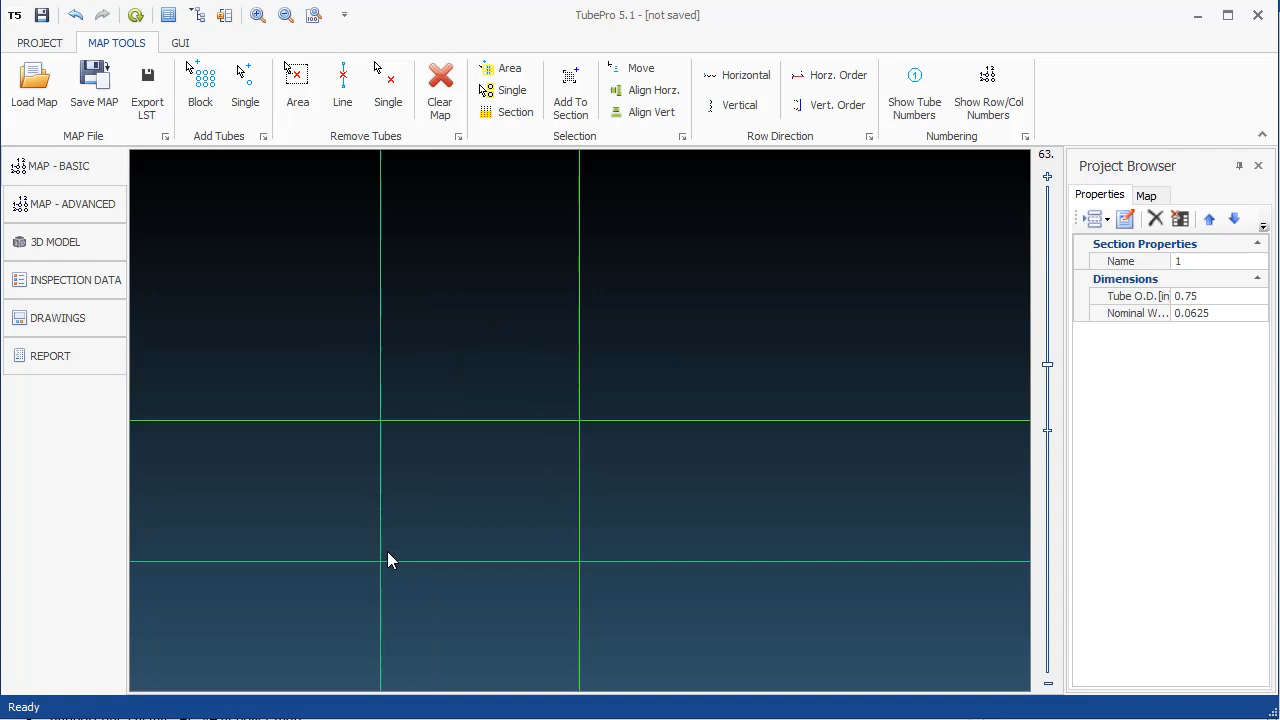 T5
TubePro 5.1 - [not saved]
PROJECT
MAP TOOLS
GUI
Load Map
Save MAP
Export LST
MAP File
Block
Single
Add Tubes
Area
Line
Single
Clear Map
Remove Tubes
Area
Single
Section
Add To Section
Move
Align Horz.
Align Vert
Selection
Horizontal
Vertical
Horz. Order
Vert. Order
Row Direction
Show Tube Numbers
Show Row/Col Numbers
Numbering
MAP - BASIC
MAP - ADVANCED
3D MODEL
INSPECTION DATA
DRAWINGS
REPORT
63.
Project Browser
Properties
Map
Section Properties
Name 1
Dimensions
Tube O.D. [in 0.75
Nominal W... 0.0625
Ready